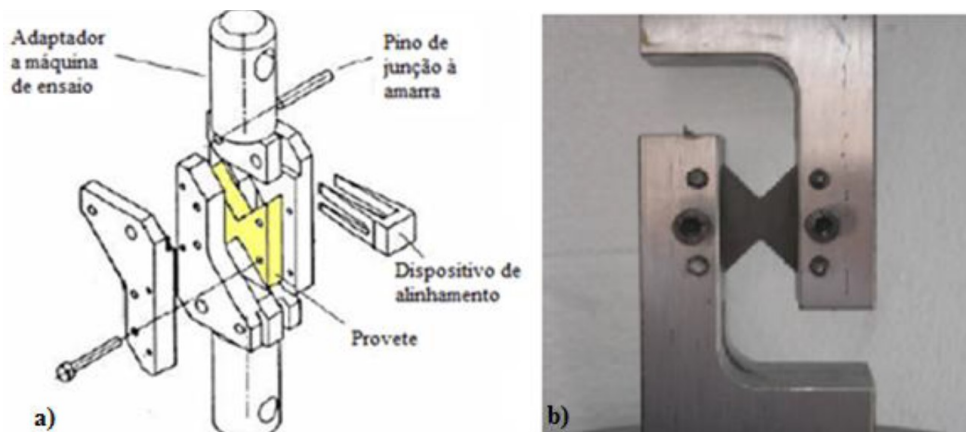 Adaptador
a máquina
de ensaio
Pino de
junção à
amarra
Dispositivo de
alinhamento
Provete
a)
b)